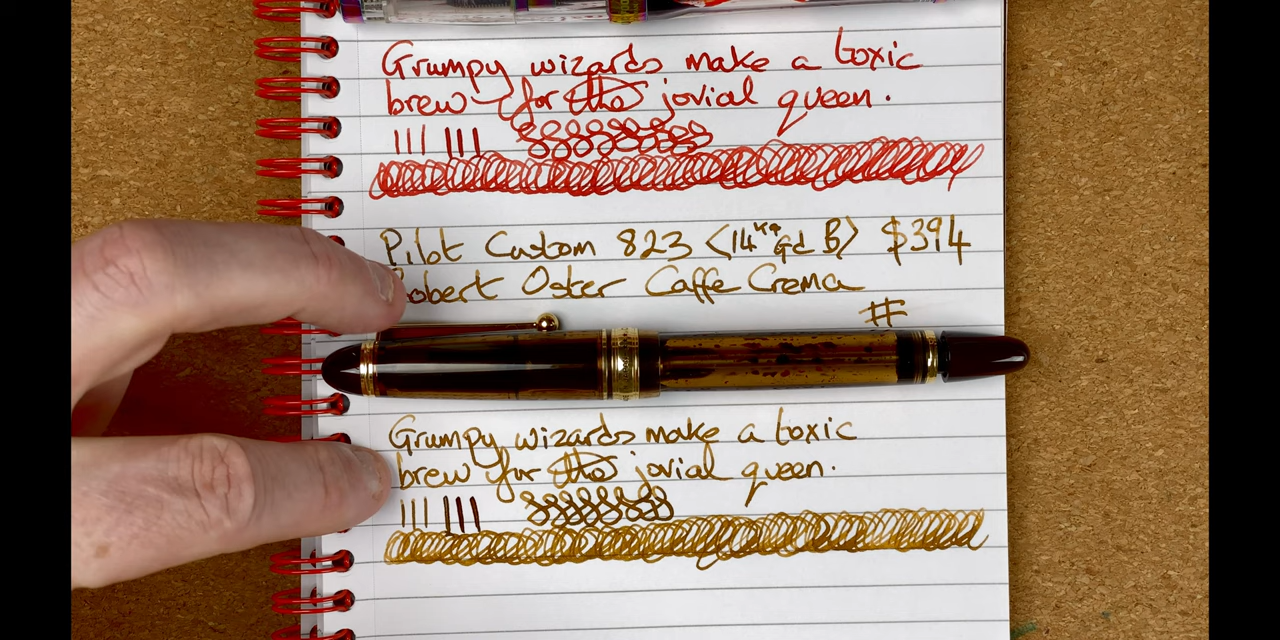 Grumpy wizards make a toxic
brew for the jovial queen.
Pilot Custom 823 <14kt Gd B> $394
Robert Oster Caffe Crema
#
Grumpy wizards make a toxic
brew for the jovial queen.